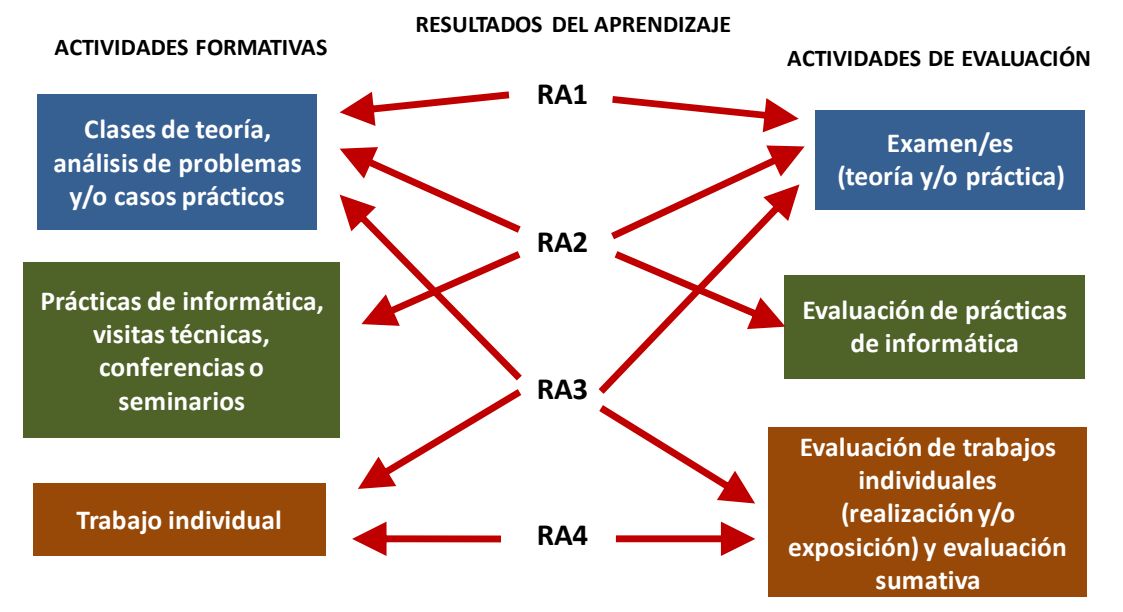 RESULTADOS DEL APRENDIZAJE
ACTIVIDADES FORMATIVAS
ACTIVIDADES DE EVALUACIÓN
RA1
Clases de teoría,
análisis de problemas
y/o casos prácticos
Examen/es
(teoría y/o práctica)
RA2
Prácticas de informática,
visitas técnicas,
conferencias o
seminarios
Evaluación de prácticas
de informática
RA3
Trabajo individual
RA4
Evaluación de trabajos
individuales
(realización y/o
exposición) y evaluación
sumativa